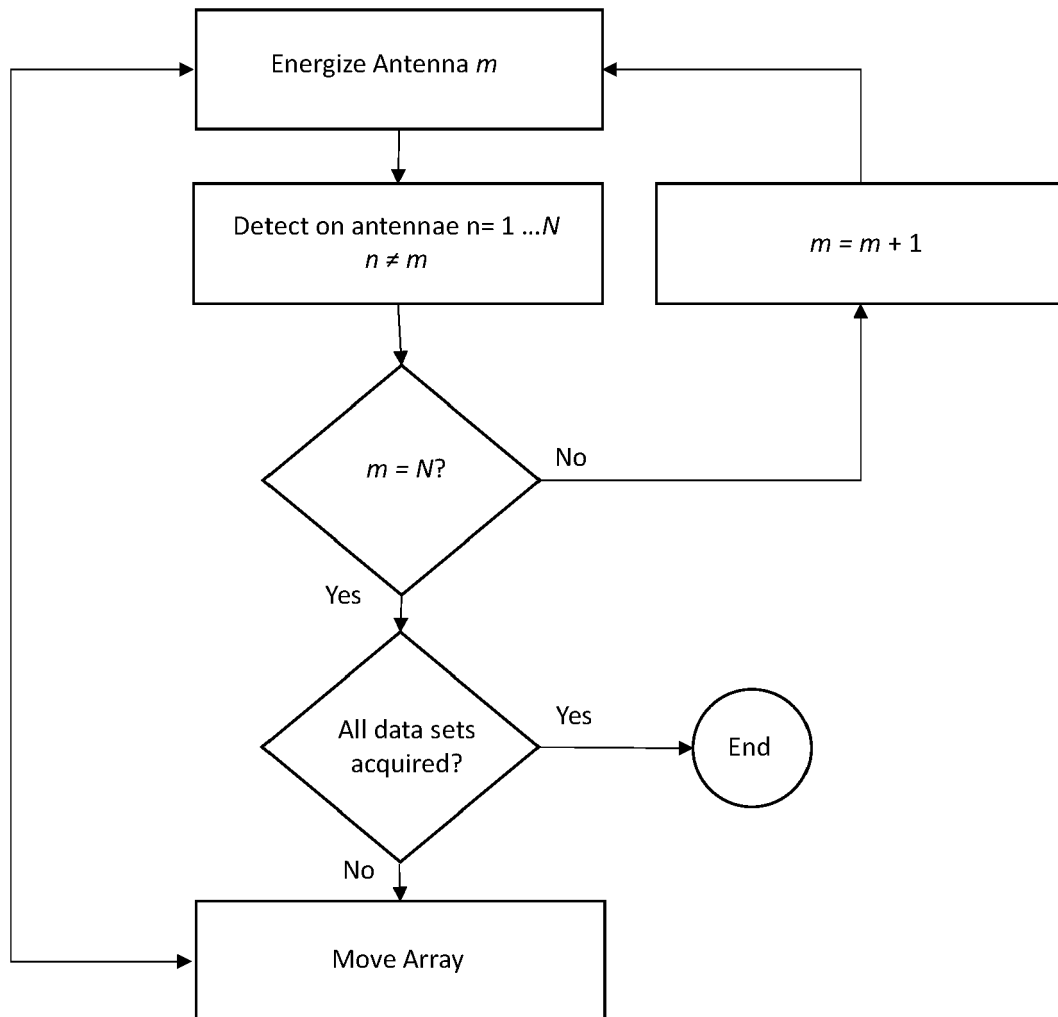 Energize Antenna m
Detect on antennae n= 1 ...N
n ≠ m
m = m + 1
m = N?
No
Yes
All data sets
acquired?
Yes
End
No
Move Array